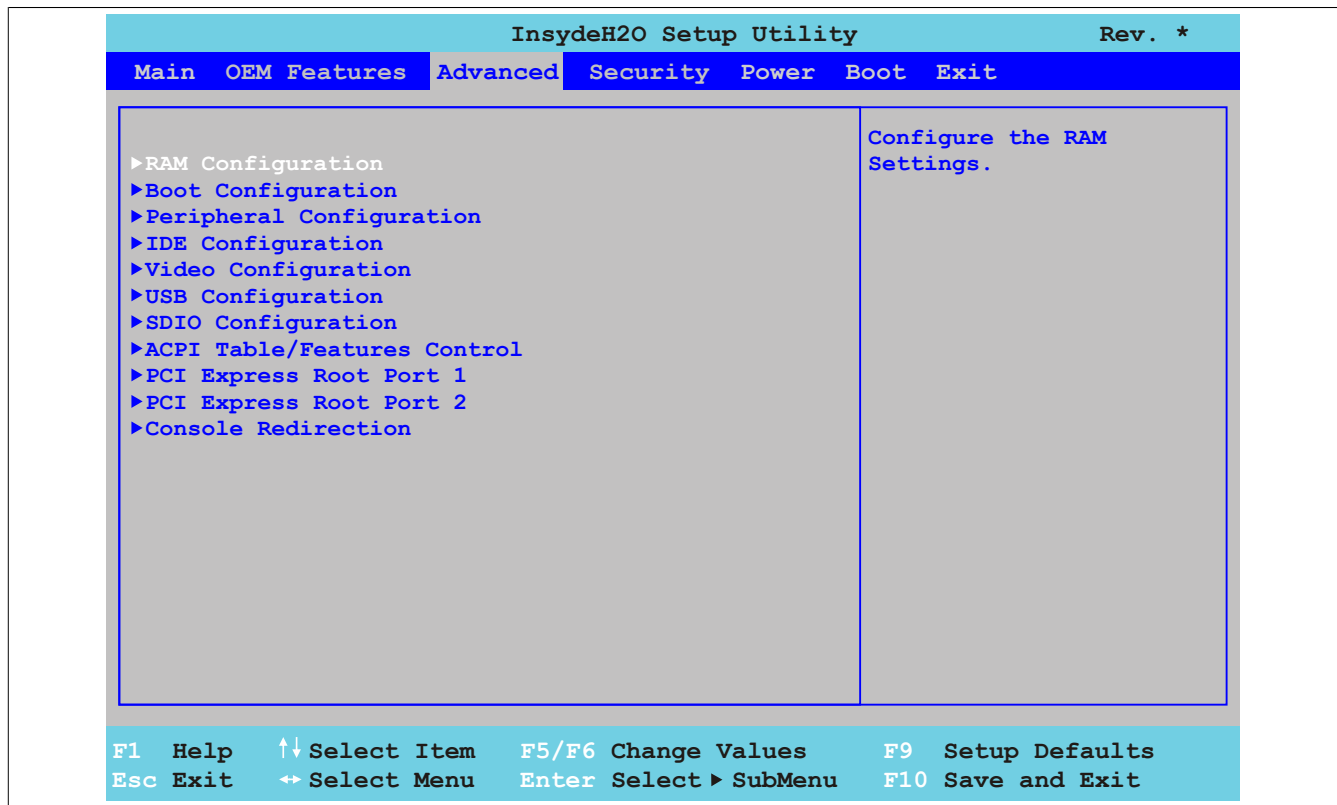 InsydeH2O Setup Utility Rev. *
Main OEM Features Advanced Security Power Boot Exit
▶RAM Configuration
▶Boot Configuration
▶Peripheral Configuration
▶IDE Configuration
▶Video Configuration
▶USB Configuration
▶SDIO Configuration
▶ACPI Table/Features Control
▶PCI Express Root Port 1
▶PCI Express Root Port 2
▶Console Redirection
Configure the RAM
Settings.
F1 Help ↑↓ Select Item F5/F6 Change Values F9 Setup Defaults
Esc Exit ↔ Select Menu Enter Select ▶ SubMenu F10 Save and Exit